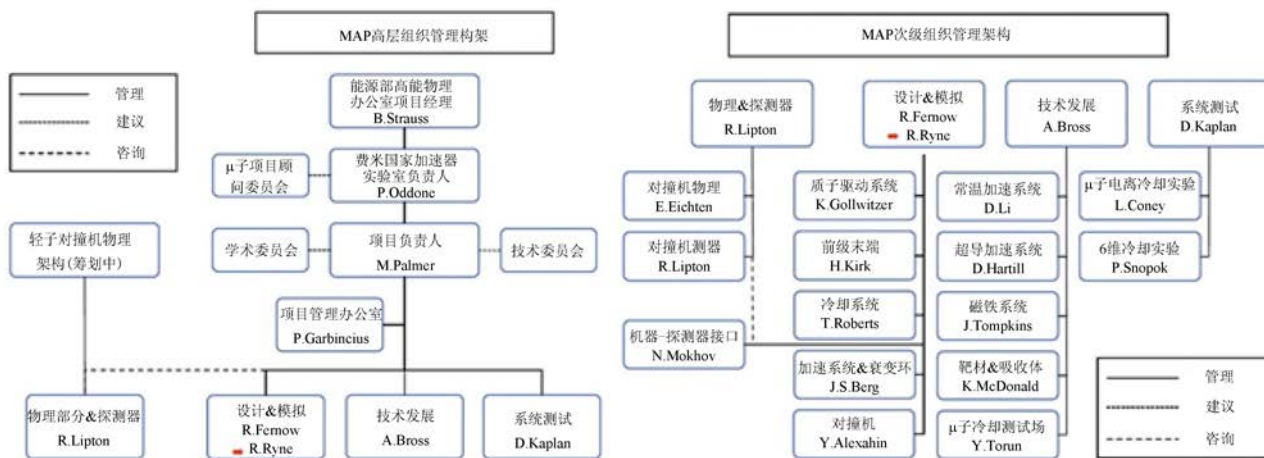 MAP高层组织管理构架
管理
建议
咨询
能源部高能物理
办公室项目经理
B.Strauss
μ子项目顾
问委员会
费米国家加速器
实验室负责人
P.Oddone
轻子对撞机物理
架构(筹划中)
学术委员会
项目负责人
M.Palmer
技术委员会
项目管理办公室
P.Garbincius
物理部分&探测器
R.Lipton
设计&模拟
R.Fernow
R.Ryne
技术发展
A.Bross
系统测试
D.Kaplan
MAP次级组织管理架构
物理&探测器
R.Lipton
设计&模拟
R.Fernow
R.Ryne
技术发展
A.Bross
系统测试
D.Kaplan
对撞机物理
E.Eichten
质子驱动系统
K.Gollwitzer
常温加速系统
D.Li
μ子电离冷却实验
L.Coney
对撞机测器
R.Lipton
前级末端
H.Kirk
超导加速系统
D.Hartill
6维冷却实验
P.Snopok
冷却系统
T.Roberts
磁铁系统
J.Tompkins
机器-探测器接口
N.Mokhov
加速系统&衰变环
J.S.Berg
靶材&吸收体
K.McDonald
对撞机
Y.Alexahin
μ子冷却测试场
Y.Torun
管理
建议
咨询